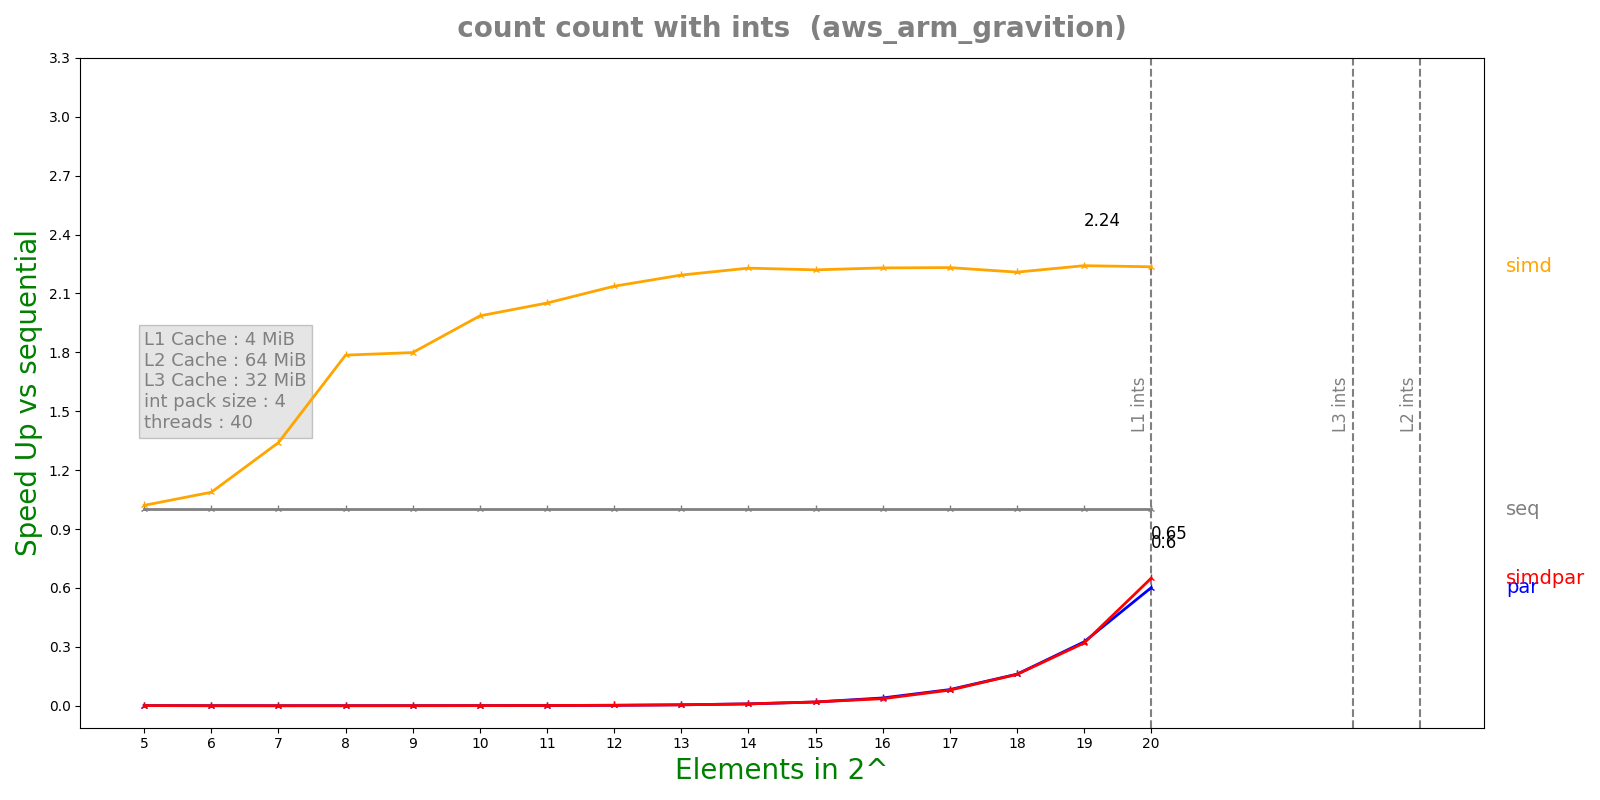 count count with ints  (aws_arm_gravition)
3.3
3.0
2.7
2.4
2.1
1.8
1.5
1.2
0.9
0.6
0.3
0.0
Speed Up vs sequential
L1 Cache : 4 MiB
L2 Cache : 64 MiB
L3 Cache : 32 MiB
int pack size : 4
threads : 40
2.24
0.65
0.6
L1 ints
L3 ints
L2 ints
simd
seq
simdpar
par
5 6 7 8 9 10 11 12 13 14 15 16 17 18 19 20
Elements in 2^